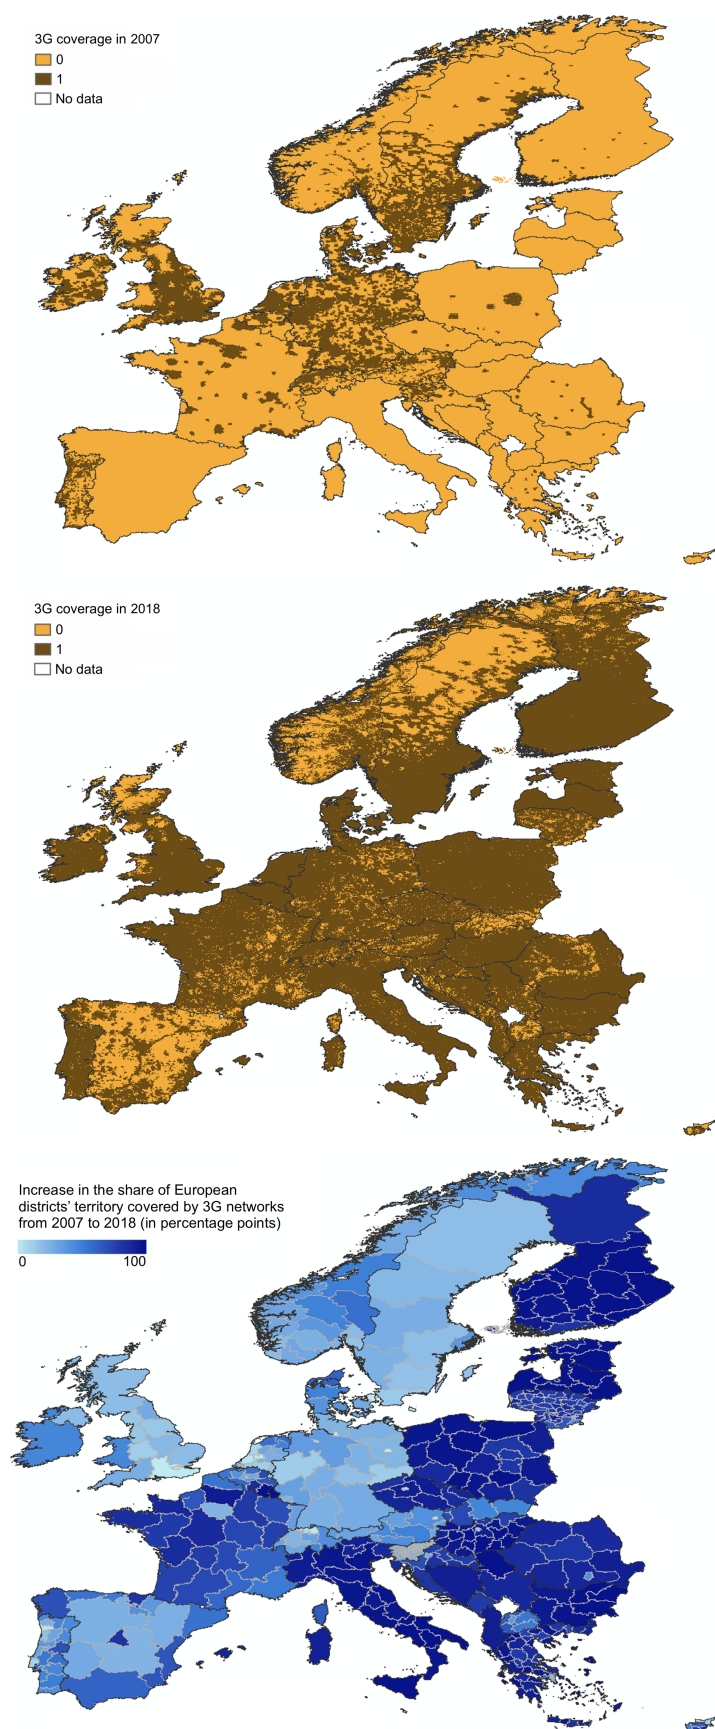 3G coverage in 2007
0
1
No data
3G coverage in 2018
0
1
No data
Increase in the share of European
districts’ territory covered by 3G networks
from 2007 to 2018 (in percentage points)
0 100